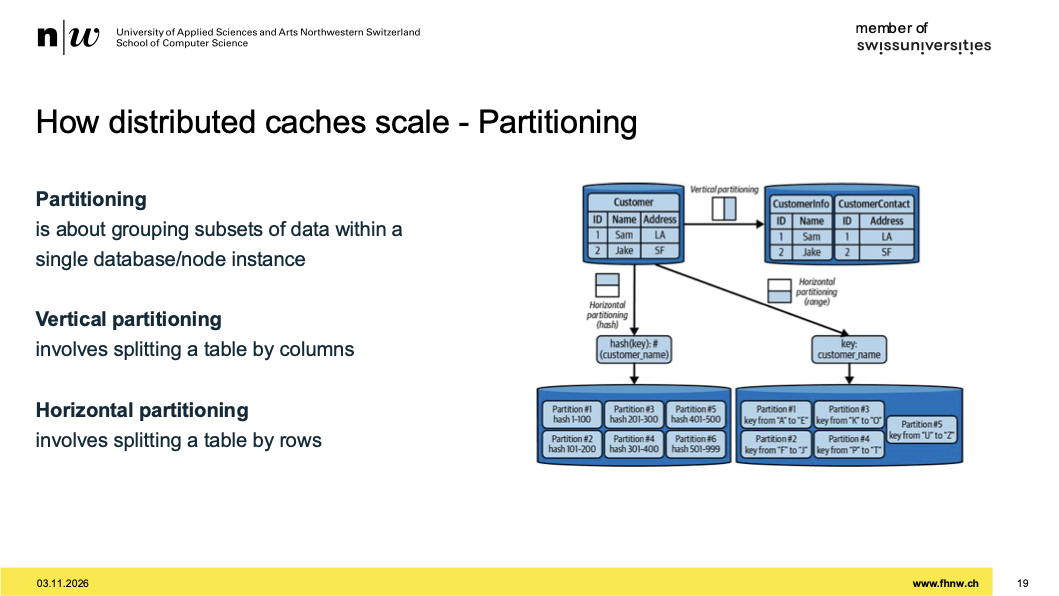 n w
University of Applied Sciences and Arts Northwestern Switzerland
School of Computer Science
member of
swissuniversities
How distributed caches scale - Partitioning
Partitioning
is about grouping subsets of data within a
single database/node instance
Vertical partitioning
involves splitting a table by columns
Horizontal partitioning
involves splitting a table by rows
Customer
ID Name Address
1 Sam LA
2 Jake SF
Vertical partitioning
CustomerInfo CustomerContact
ID Name ID Address
1 Sam 1 LA
2 Jake 2 SF
Horizontal
partitioning
(hash)
Horizontal
partitioning
(range)
hash(key): #
(customer_name)
key:
customer_name
Partition #1
hash 1-100
Partition #3
hash 201-300
Partition #5
hash 401-500
Partition #2
hash 101-200
Partition #4
hash 301-400
Partition #6
hash 501-999
Partition #1
key from "A" to "E"
Partition #3
key from "K" to "O"
Partition #5
key from "U" to "Z"
Partition #2
key from "F" to "J"
Partition #4
key from "P" to "T"
03.11.2026
www.fhnw.ch
19